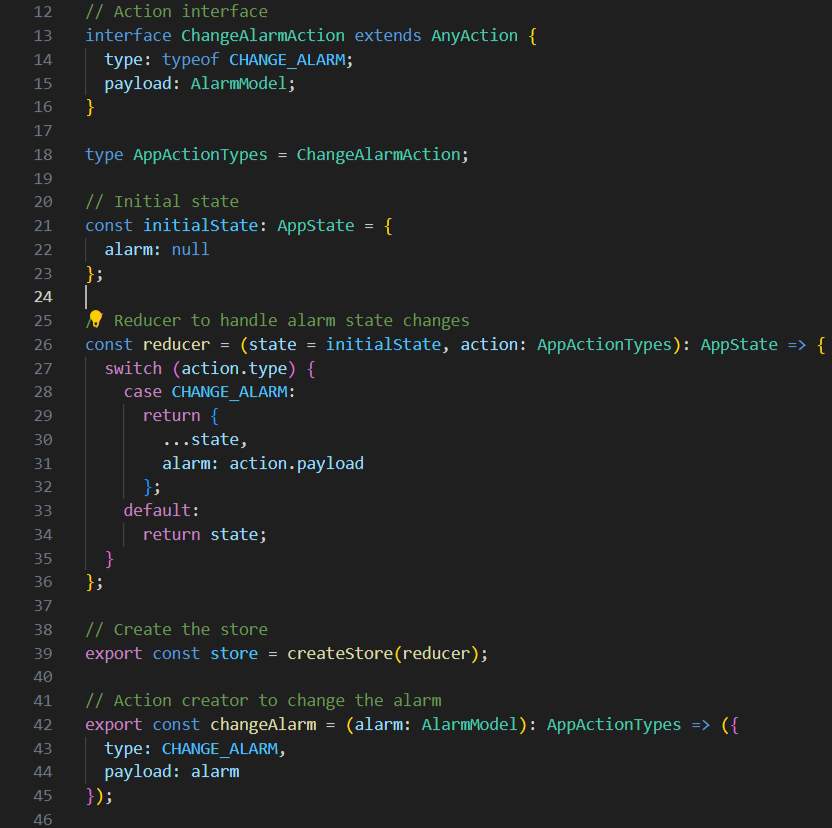 12 // Action interface
13 interface ChangeAlarmAction extends AnyAction {
14   type: typeof CHANGE_ALARM;
15   payload: AlarmModel;
16 }
17
18 type AppActionTypes = ChangeAlarmAction;
19
20 // Initial state
21 const initialState: AppState = {
22   alarm: null
23 };
24
25 / Reducer to handle alarm state changes
26 const reducer = (state = initialState, action: AppActionTypes): AppState => {
27   switch (action.type) {
28     case CHANGE_ALARM:
29       return {
30         ...state,
31         alarm: action.payload
32       };
33     default:
34       return state;
35   }
36 };
37
38 // Create the store
39 export const store = createStore(reducer);
40
41 // Action creator to change the alarm
42 export const changeAlarm = (alarm: AlarmModel): AppActionTypes => ({
43   type: CHANGE_ALARM,
44   payload: alarm
45 });
46